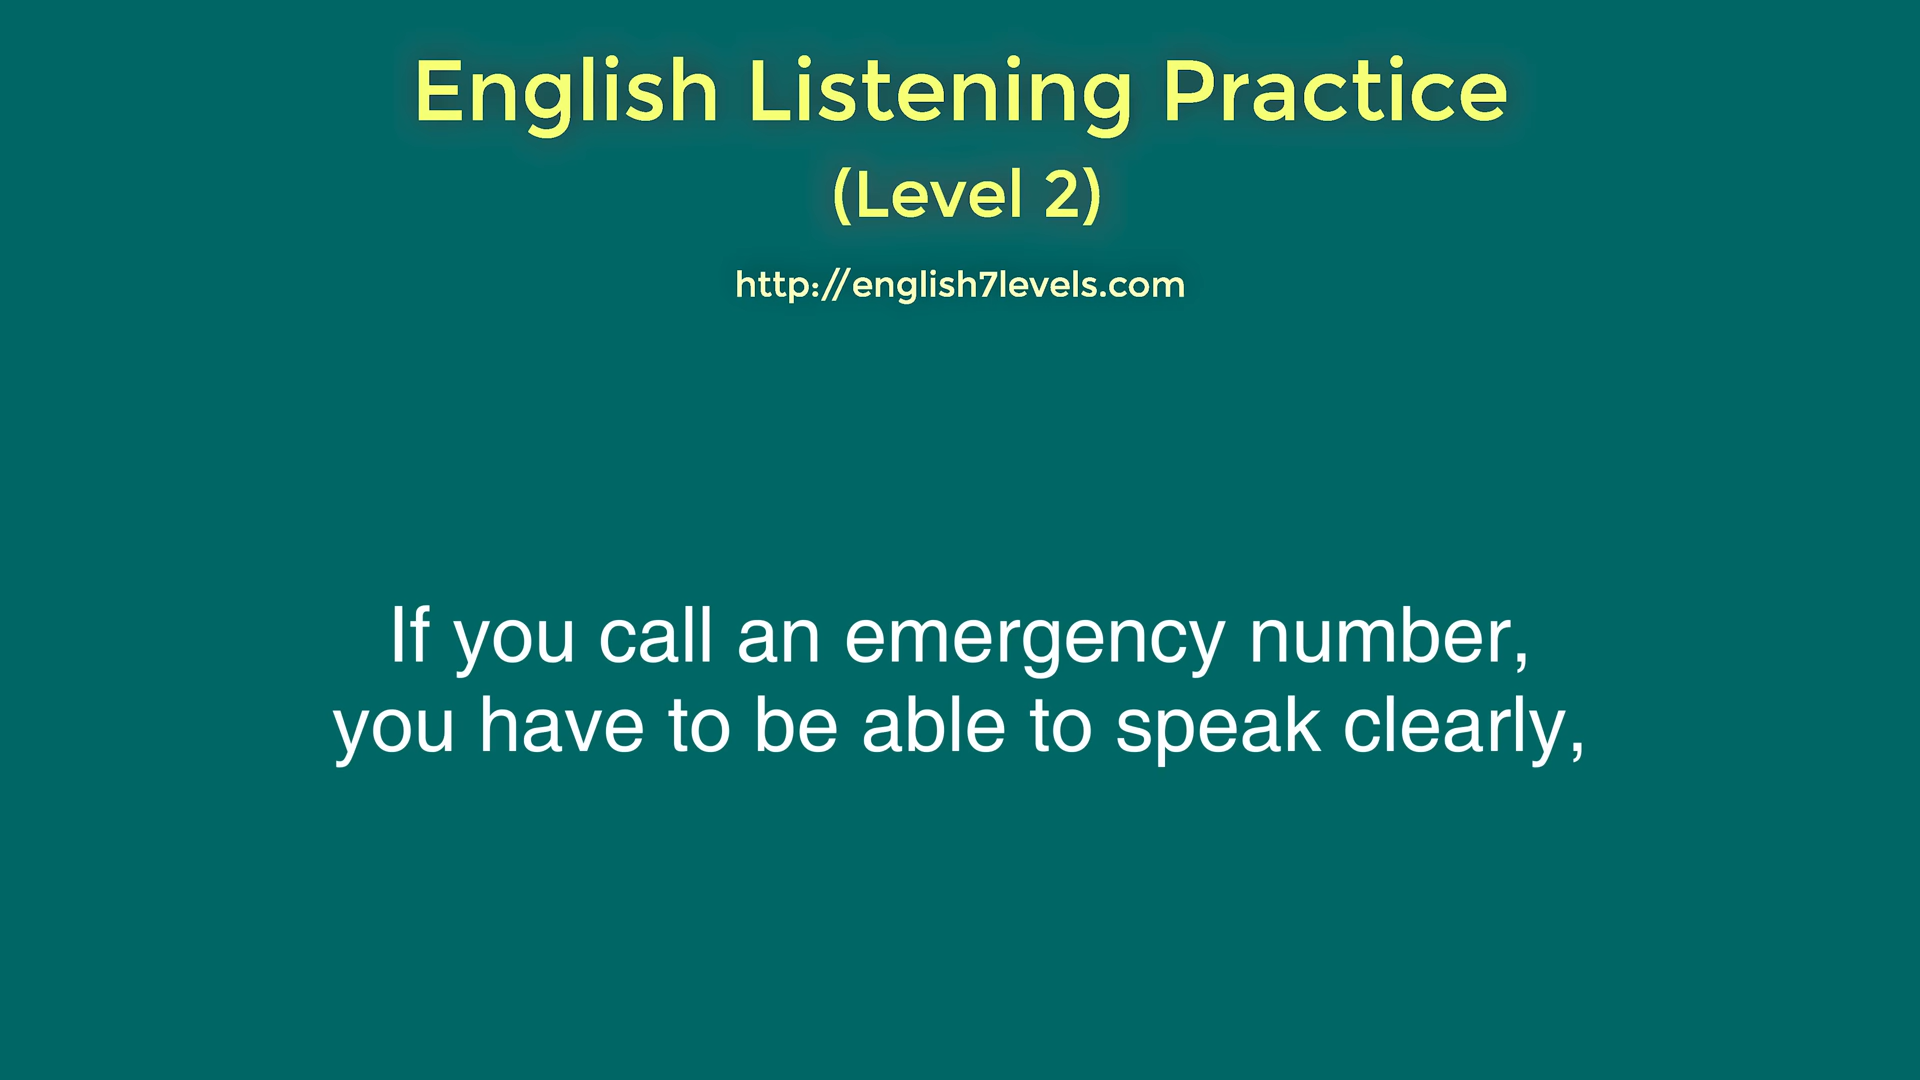 English Listening Practice
(Level 2)
http://english7levels.com
If you call an emergency number,
you have to be able to speak clearly,